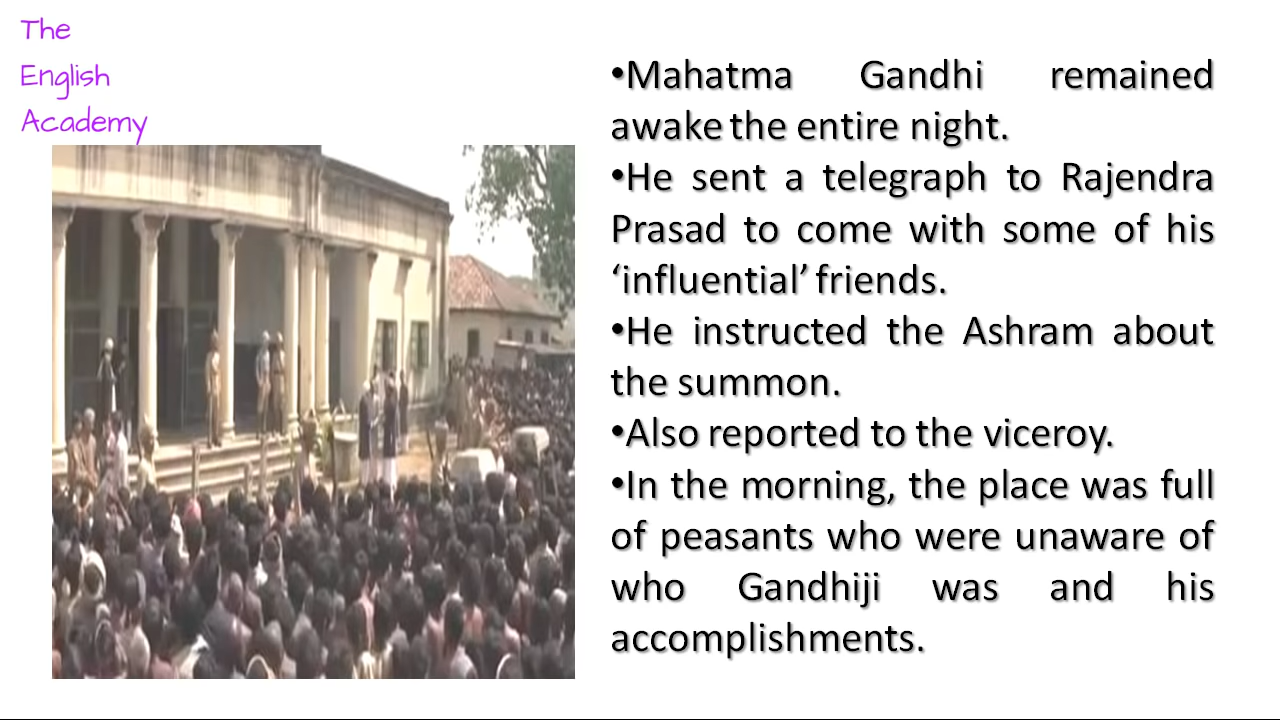 The
English
Academy
•Mahatma Gandhi remained
awake the entire night.
•He sent a telegraph to Rajendra
Prasad to come with some of his
‘influential’ friends.
•He instructed the Ashram about
the summon.
•Also reported to the viceroy.
•In the morning, the place was full
of peasants who were unaware of
who Gandhiji was and his
accomplishments.